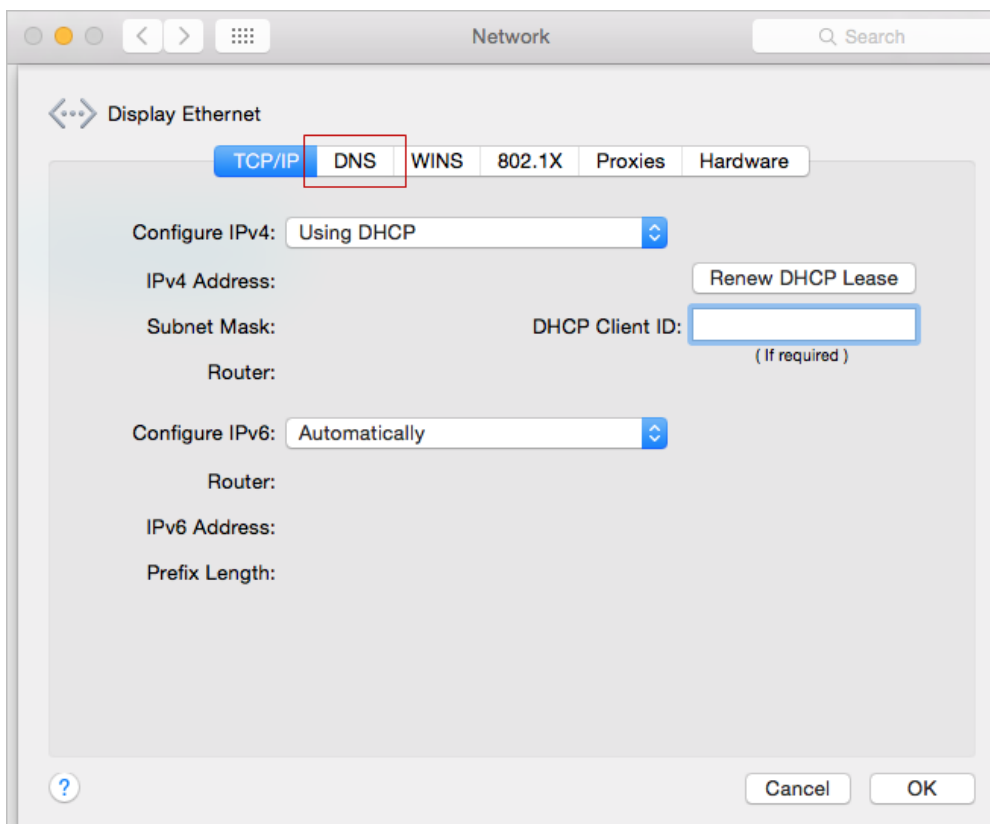 Network
Search
Display Ethernet
TCP/IP DNS WINS 802.1X Proxies Hardware
Configure IPv4: Using DHCP
IPv4 Address: Renew DHCP Lease
Subnet Mask: DHCP Client ID:
( If required )
Router:
Configure IPv6: Automatically
Router:
IPv6 Address:
Prefix Length:
? Cancel OK